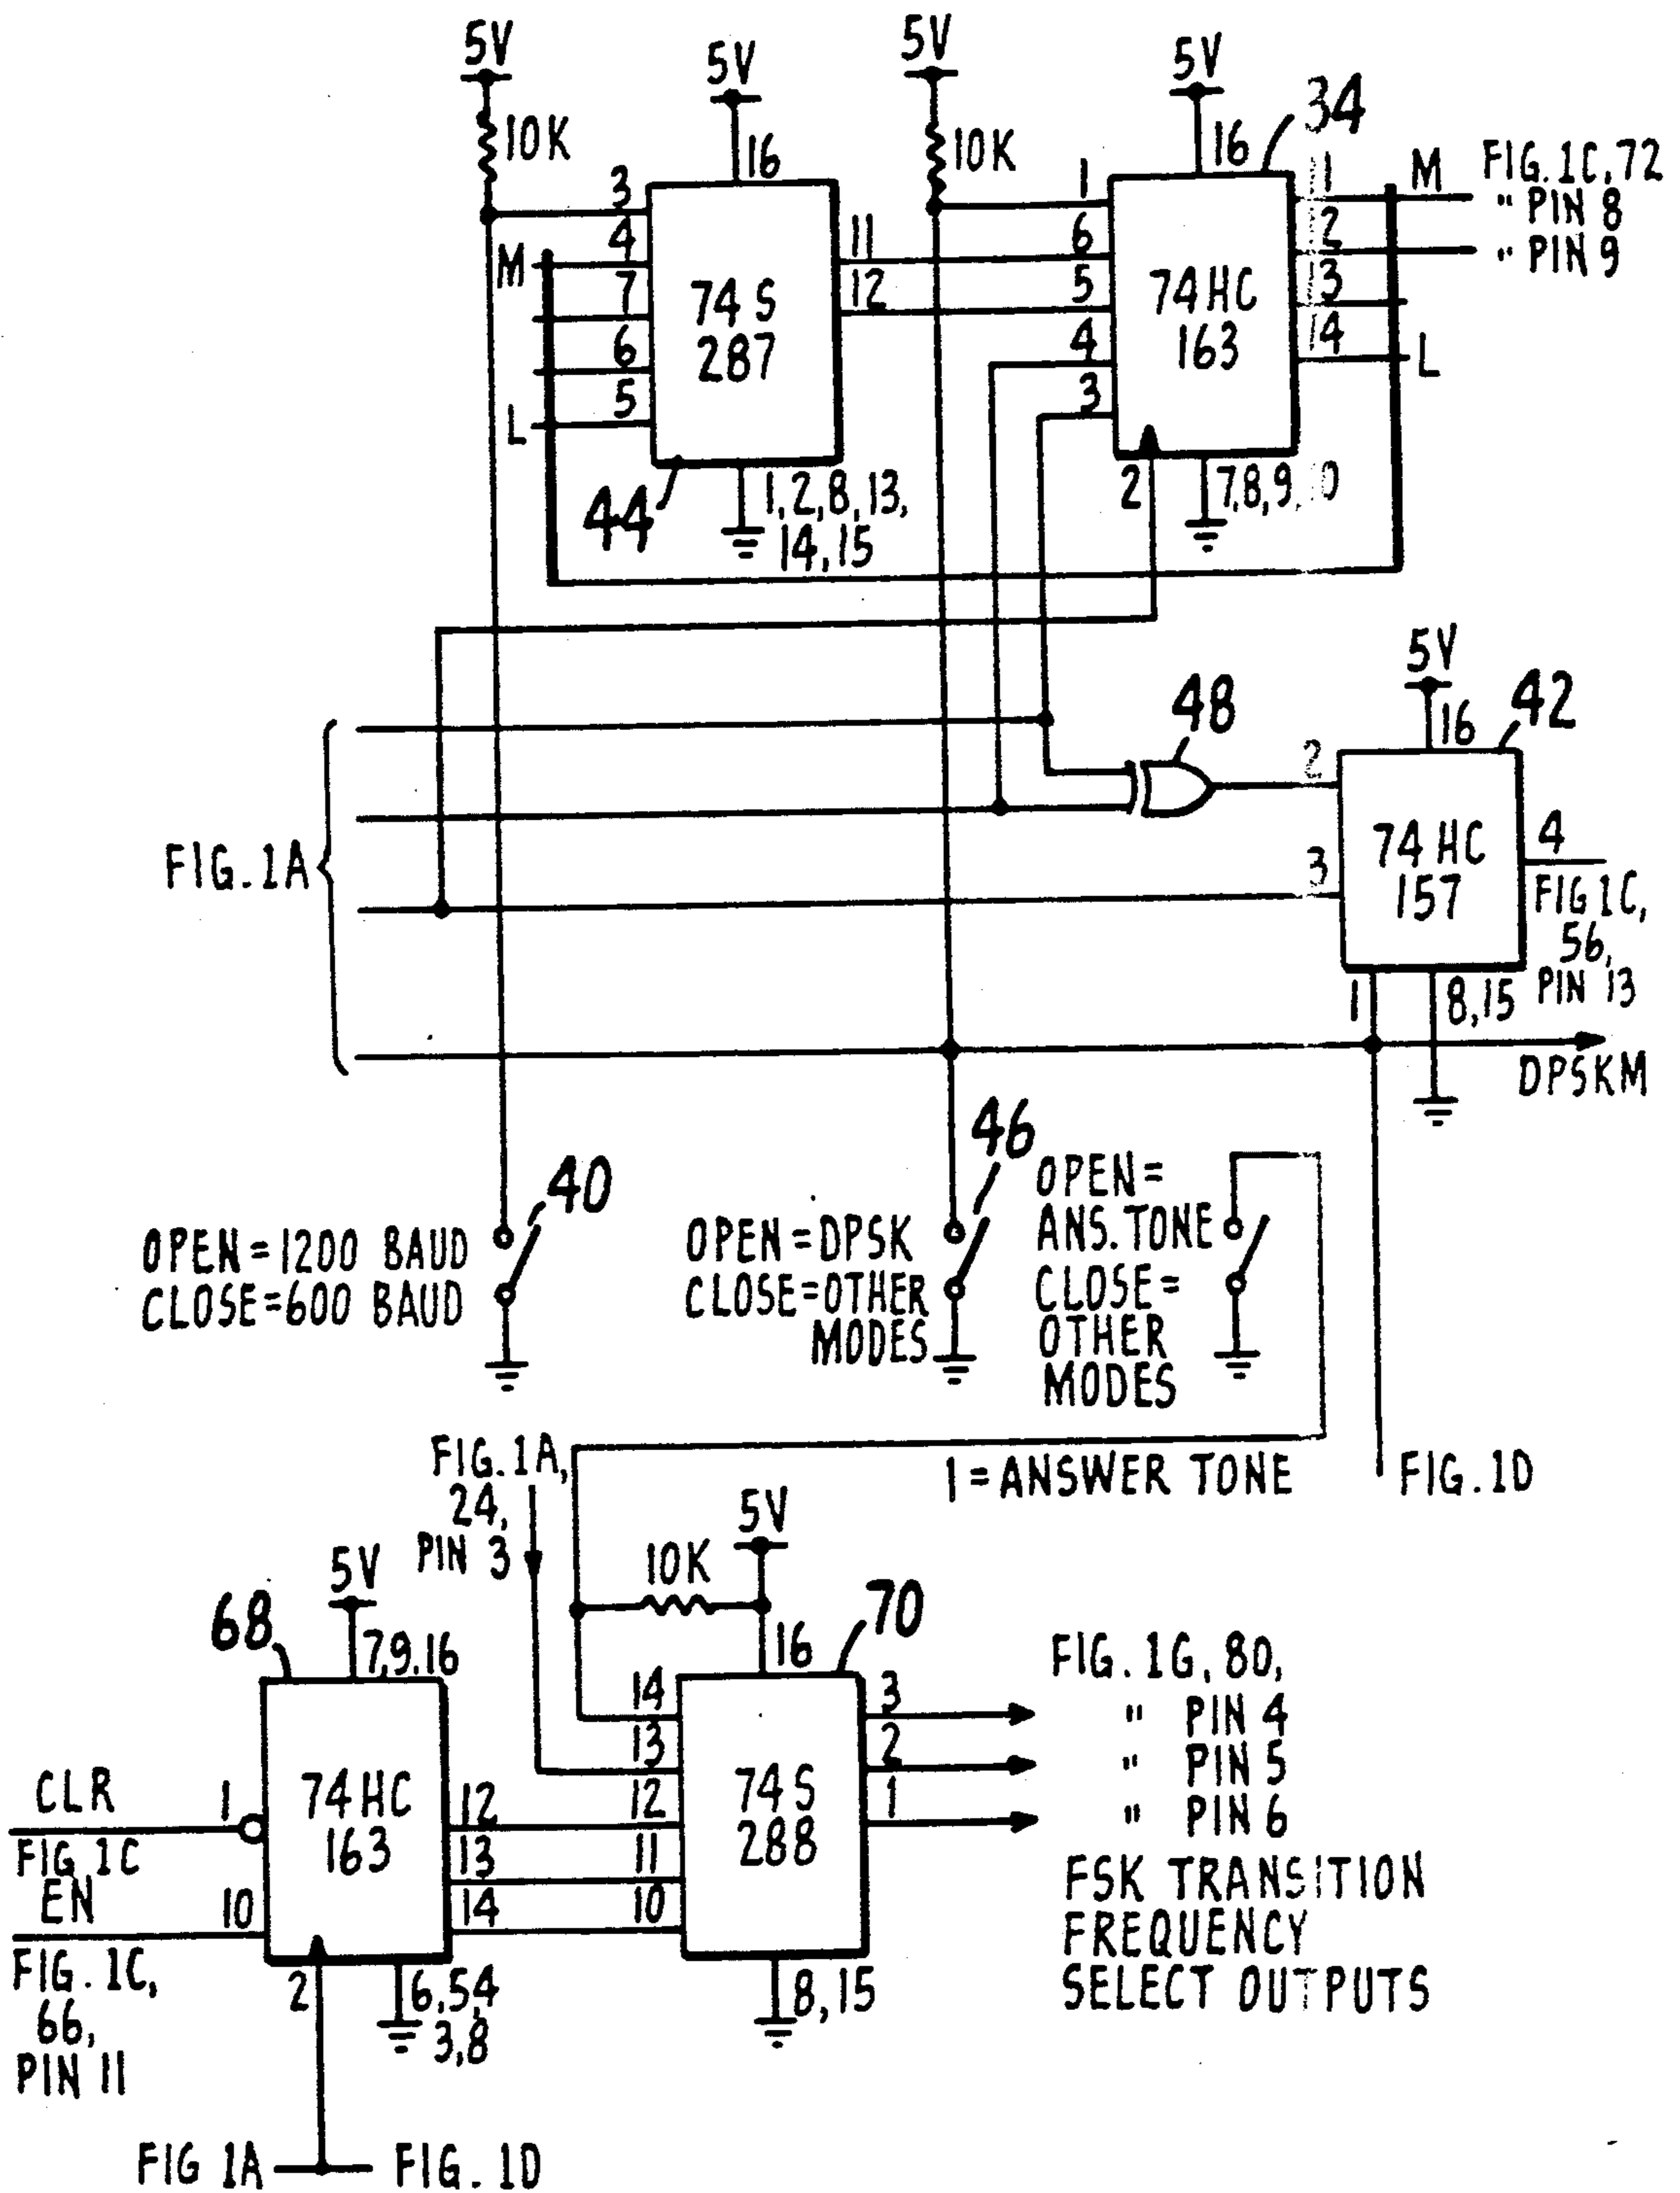 5V
5V
5V
5V
10K
16
10K
16
34
3
4
7
6
5
M
L
74S
287
11
12
1
6
5
4
3
74HC
163
11
12
13
14
M
L
FIG. 1C, 72
" PIN 8
" PIN 9
44
1, 2, 8, 13,
14, 15
2
7, 8, 9, 10
5V
48
16
42
FIG. 1A
2
3
74HC
157
4
FIG 1C,
56,
PIN 13
1
8, 15
DPSKM
40
OPEN=1200 BAUD
CLOSE=600 BAUD
46
OPEN=DPSK
CLOSE=OTHER
MODES
OPEN=
ANS. TONE
CLOSE=
OTHER
MODES
FIG. 1A,
24,
PIN 3
1=ANSWER TONE
FIG. 1D
5V
10K
5V
68
7,9,16
16
70
CLR
1
FIG 1C
EN
10
FIG. 1C,
66,
PIN 11
74HC
163
12
13
14
14
13
12
11
10
74S
288
3
2
1
FIG. 1G, 80,
" PIN 4
" PIN 5
" PIN 6
FSK TRANSITION
FREQUENCY
SELECT OUTPUTS
2
6,5,4
3,8
8, 15
FIG 1A
FIG. 1D